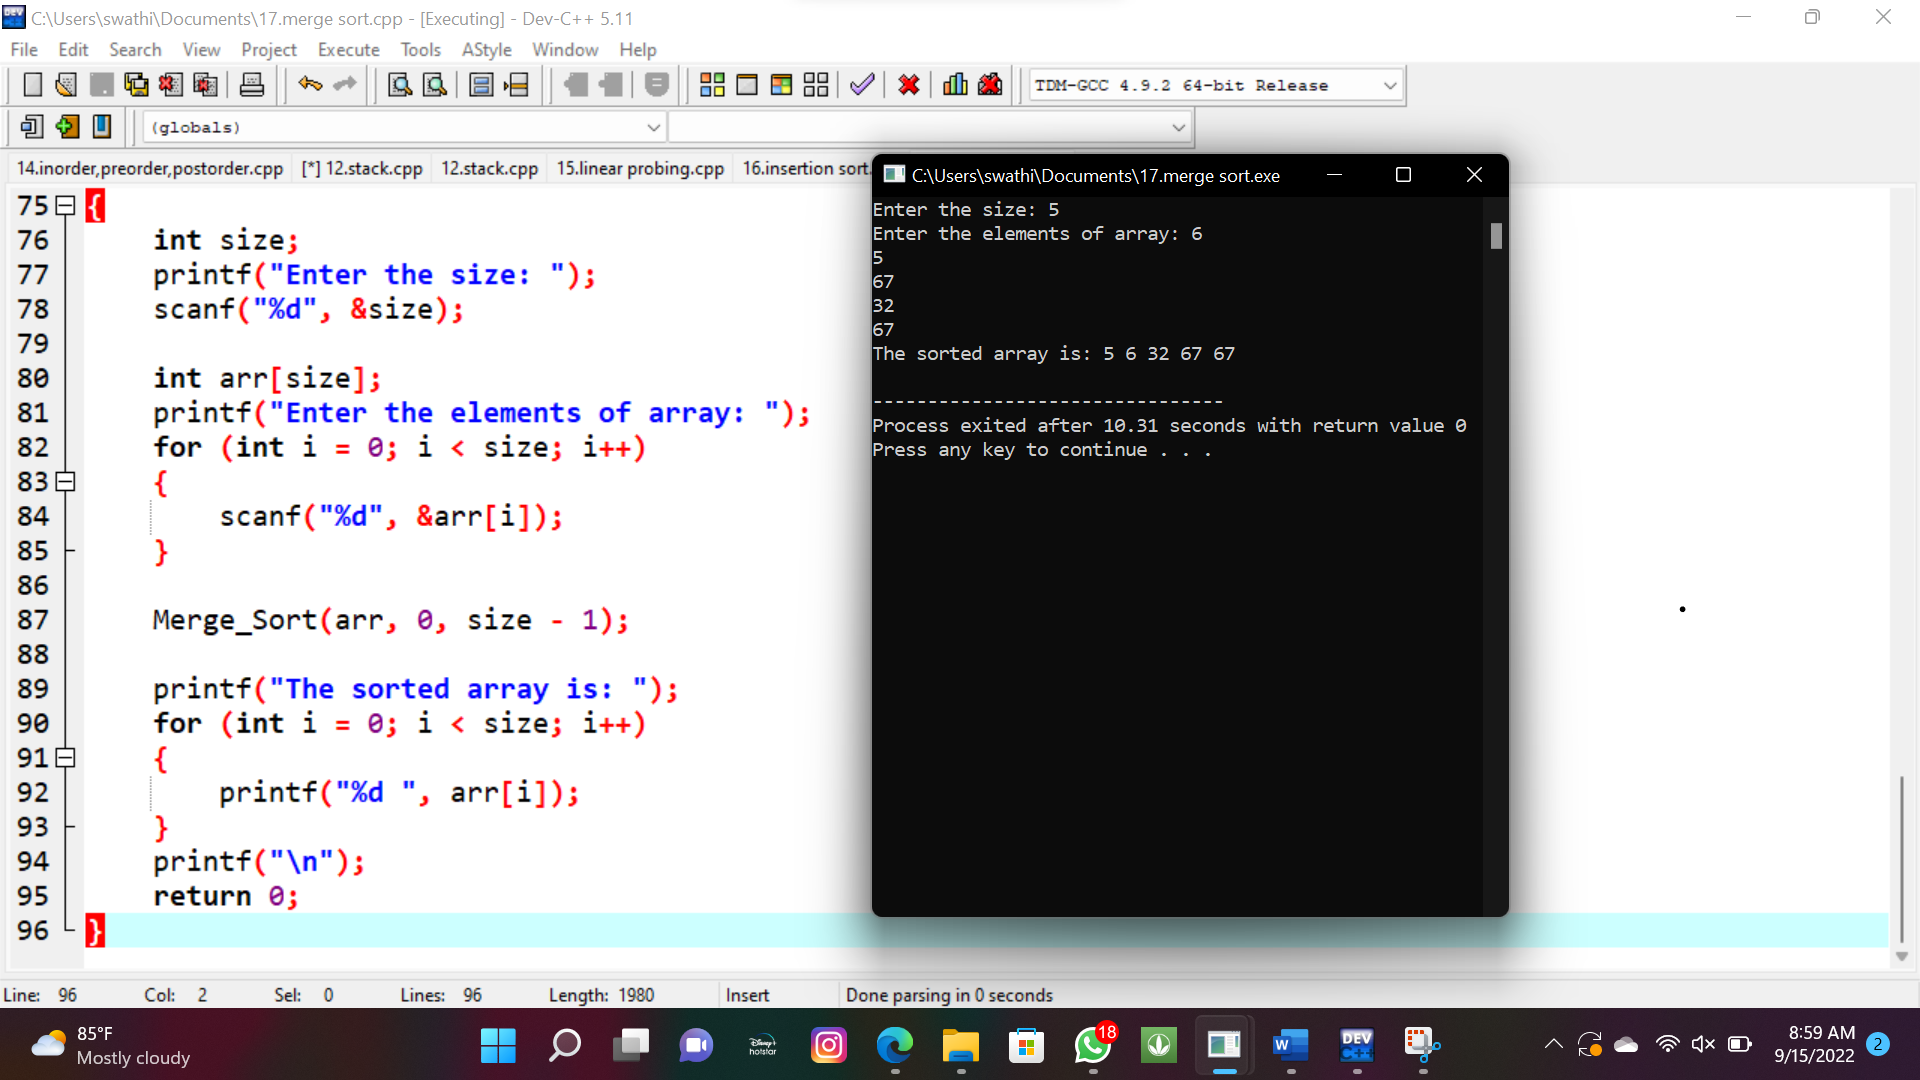 C:\Users\swathi\Documents\17.merge sort.cpp - [Executing] - Dev-C++ 5.11
File Edit Search View Project Execute Tools AStyle Window Help
TDM-GCC 4.9.2 64-bit Release
(globals)
14.inorder,preorder,postorder.cpp [*] 12.stack.cpp 12.stack.cpp 15.linear probing.cpp 16.insertion sort.
75 {
76 int size;
77 printf("Enter the size: ");
78 scanf("%d", &size);
79
80 int arr[size];
81 printf("Enter the elements of array: ");
82 for (int i = 0; i < size; i++)
83 {
84 scanf("%d", &arr[i]);
85 }
86
87 Merge_Sort(arr, 0, size - 1);
88
89 printf("The sorted array is: ");
90 for (int i = 0; i < size; i++)
91 {
92 printf("%d ", arr[i]);
93 }
94 printf("\n");
95 return 0;
96 }
C:\Users\swathi\Documents\17.merge sort.exe
Enter the size: 5
Enter the elements of array: 6
5
67
32
67
The sorted array is: 5 6 32 67 67
--------------------------------
Process exited after 10.31 seconds with return value 0
Press any key to continue . . .
Line: 96 Col: 2 Sel: 0 Lines: 96 Length: 1980 Insert Done parsing in 0 seconds
85°F
Mostly cloudy
Disney+
hotstar
18
W
DEV
C++
8:59 AM
9/15/2022
2